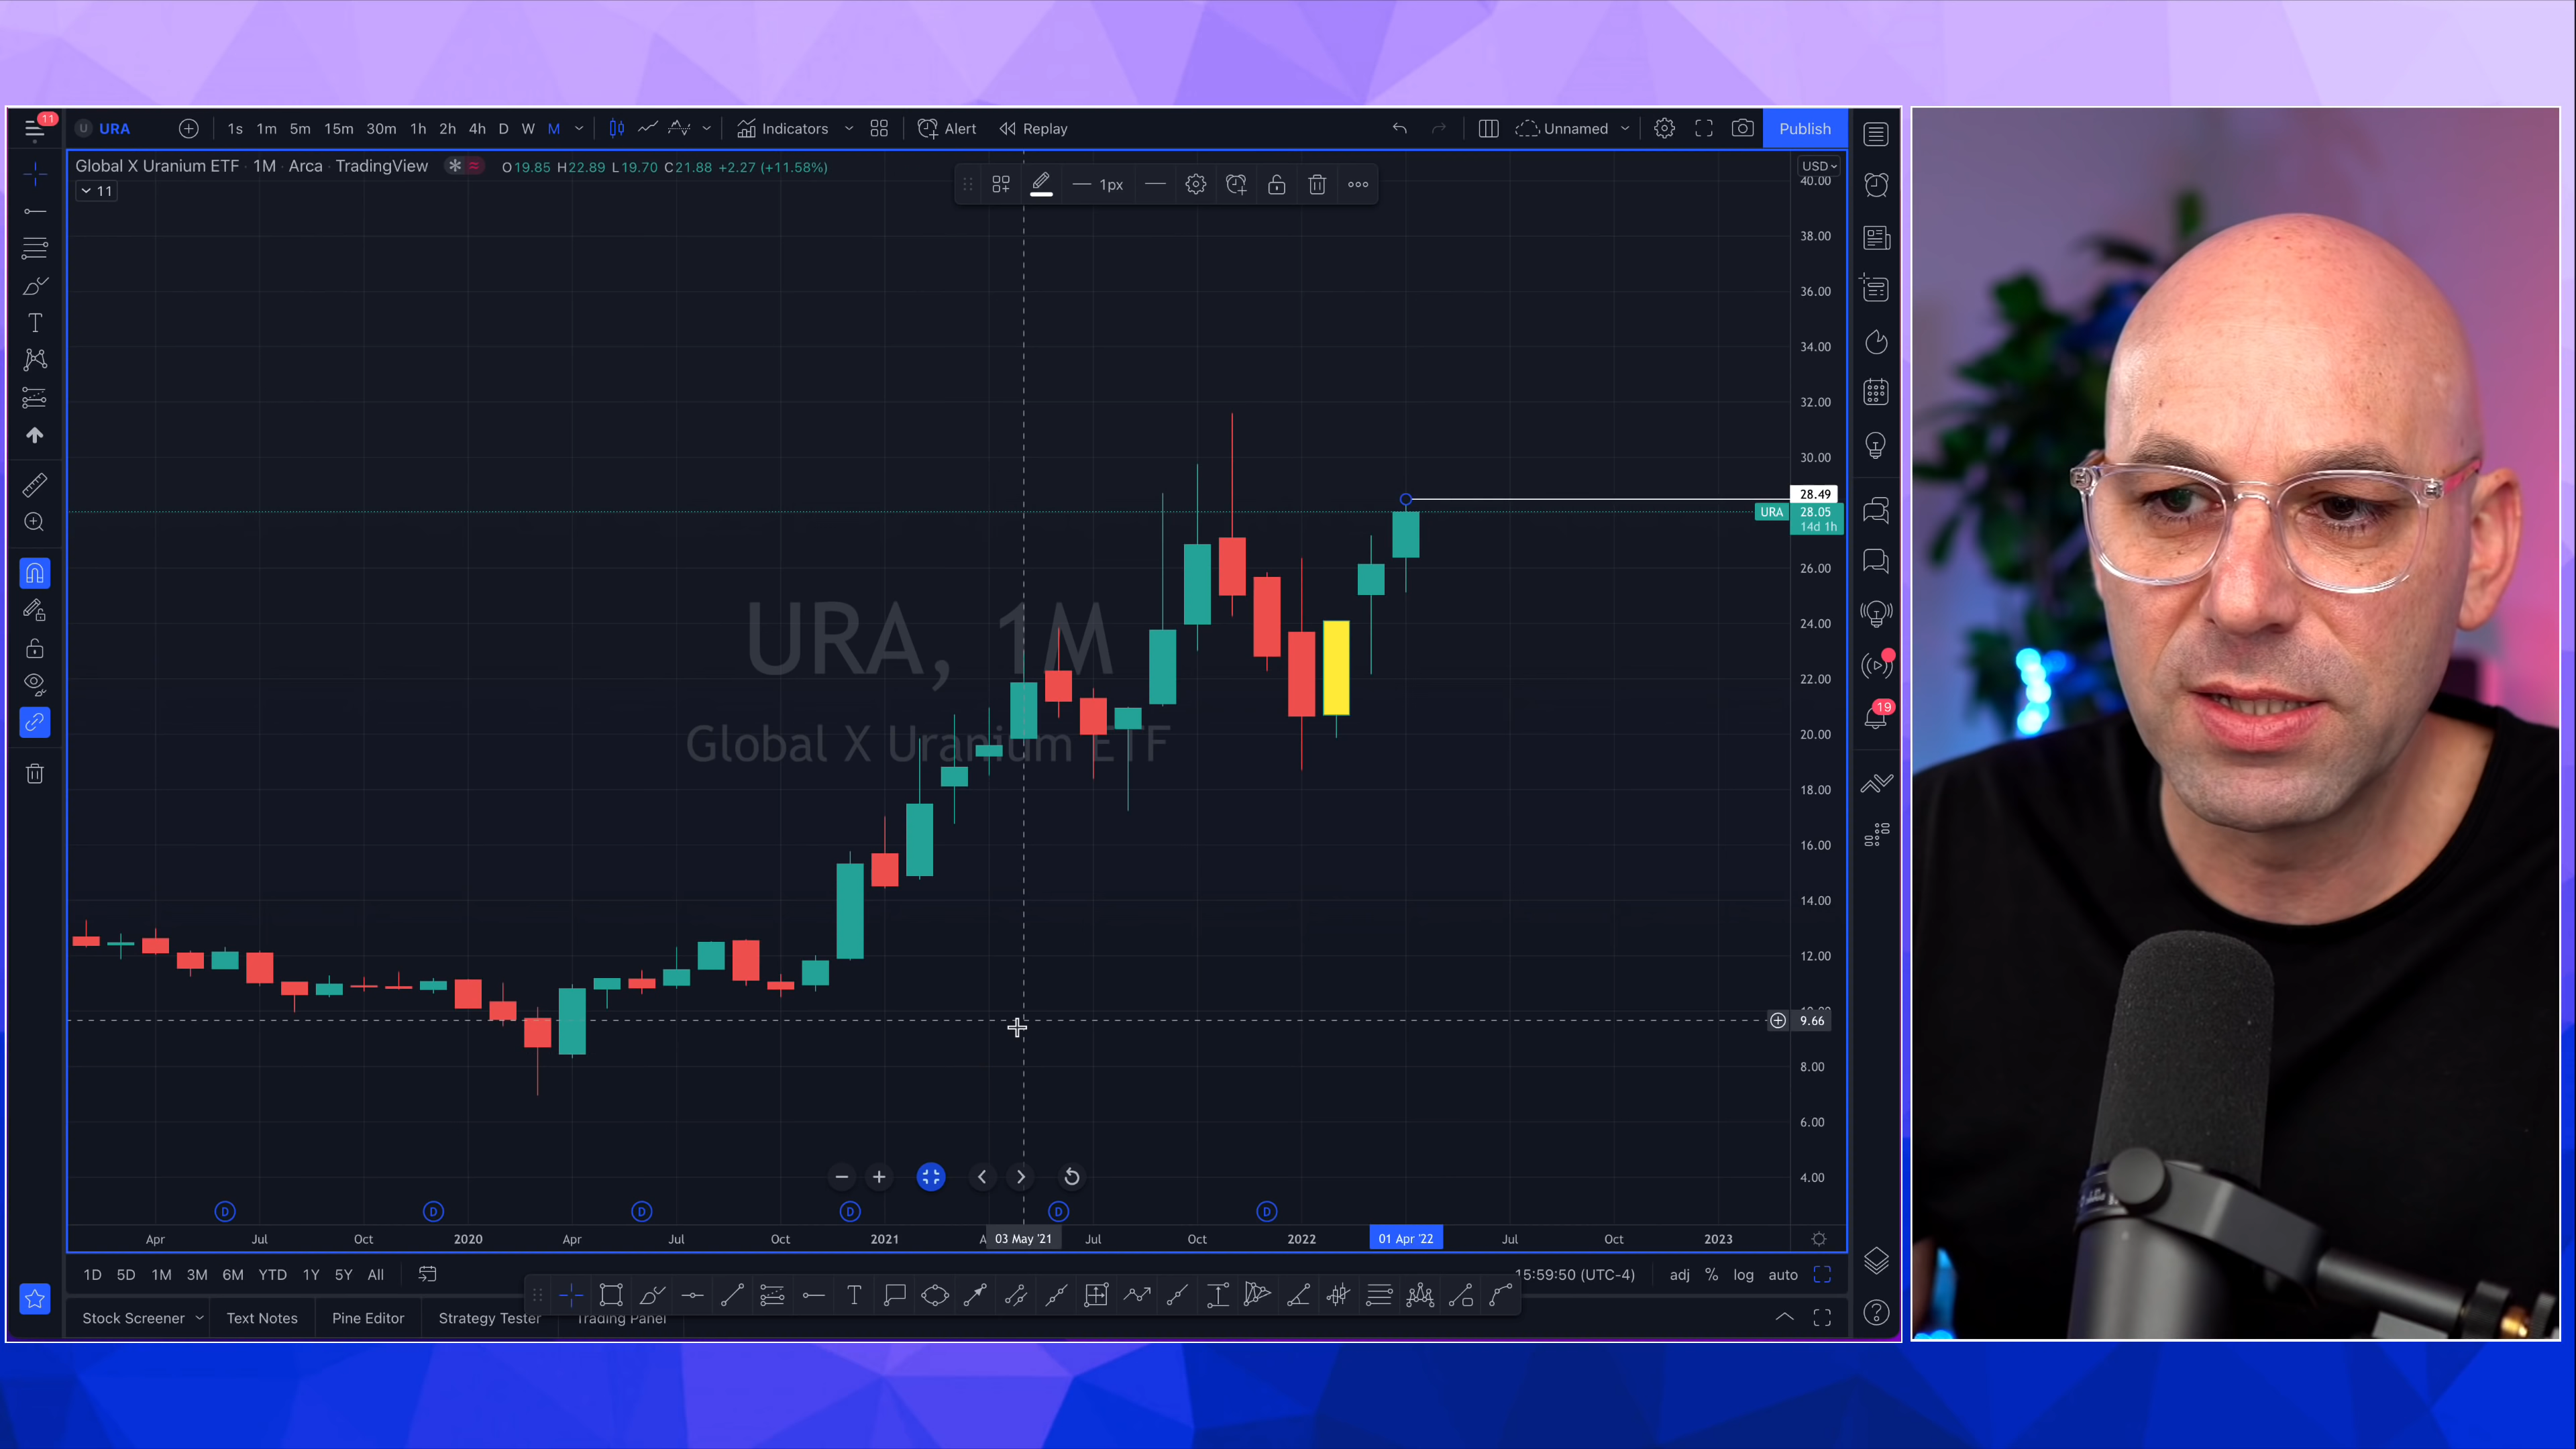 11
U URA 1s 1m 5m 15m 30m 1h 2h 4h D W M Indicators Alert Replay Unnamed Publish
Global X Uranium ETF · 1M · Arca · TradingView O19.85 H22.89 L19.70 C21.88 +2.27 (+11.58%)
11
1px
USD
40.00
38.00
36.00
34.00
32.00
30.00
28.49
URA 28.05
14d 1h
26.00
24.00
22.00
20.00
18.00
16.00
14.00
12.00
9.66
8.00
6.00
4.00
URA, 1M
Global X Uranium ETF
19
D D D D D D
Apr Jul Oct 2020 Apr Jul Oct 2021 03 May '21 Jul Oct 2022 01 Apr '22 Jul Oct 2023
1D 5D 1M 3M 6M YTD 1Y 5Y All 15:59:50 (UTC-4) adj % log auto
Stock Screener Text Notes Pine Editor Strategy Tester Trading Panel